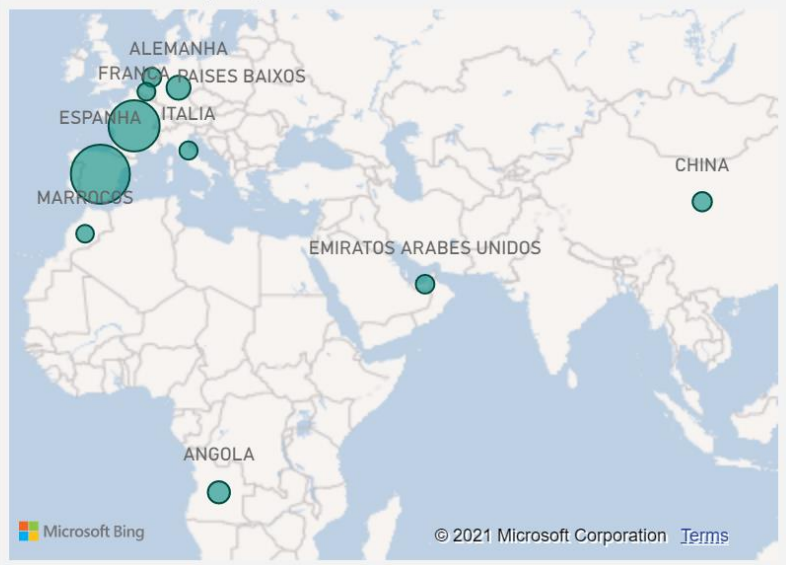 ALEMANHA
FRANÇA
PAISES BAIXOS
ESPANHA
ITALIA
CHINA
MARROCOS
EMIRATOS ARABES UNIDOS
ANGOLA
Microsoft Bing
© 2021 Microsoft Corporation Terms